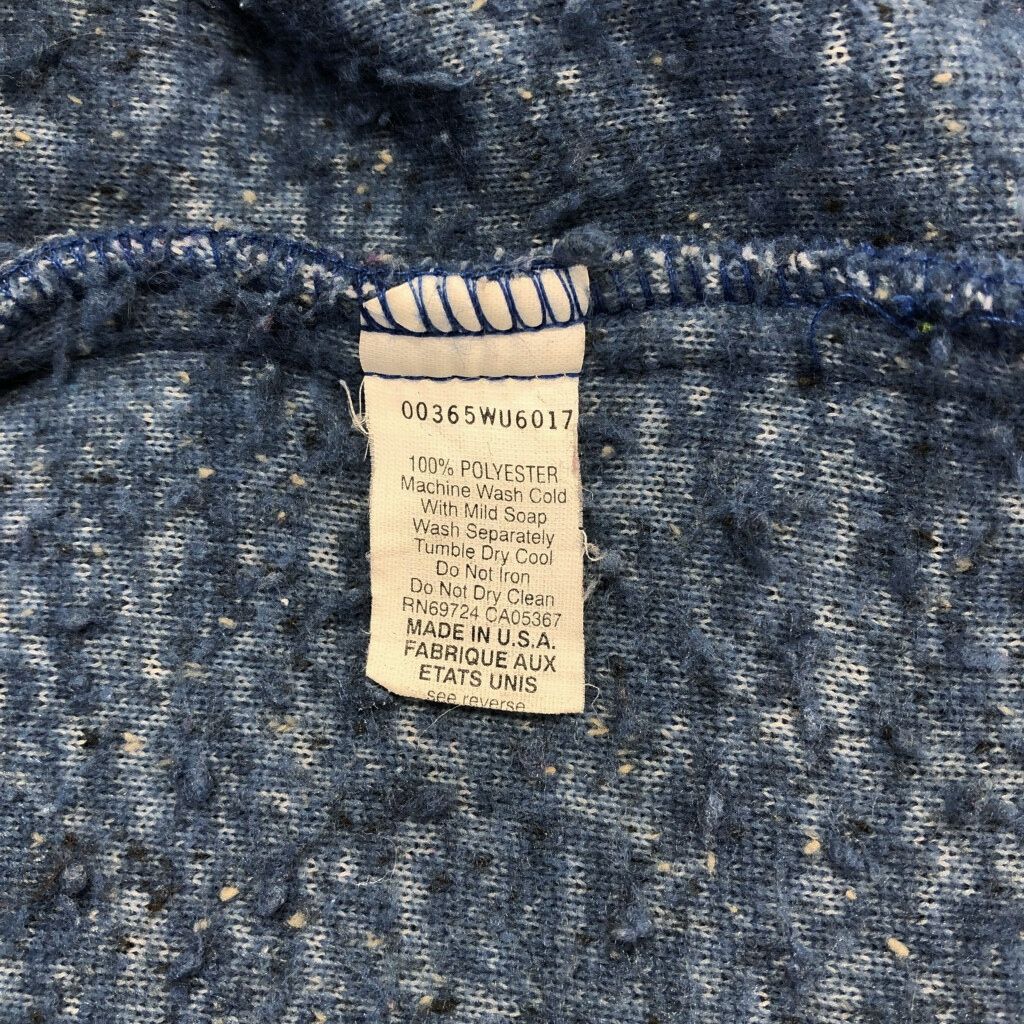 00365WU6017
100% POLYESTER
Machine Wash Cold
With Mild Soap
Wash Separately
Tumble Dry Cool
Do Not Iron
Do Not Dry Clean
RN69724 CA05367
MADE IN U.S.A.
FABRIQUE AUX
ETATS UNIS
see reverse